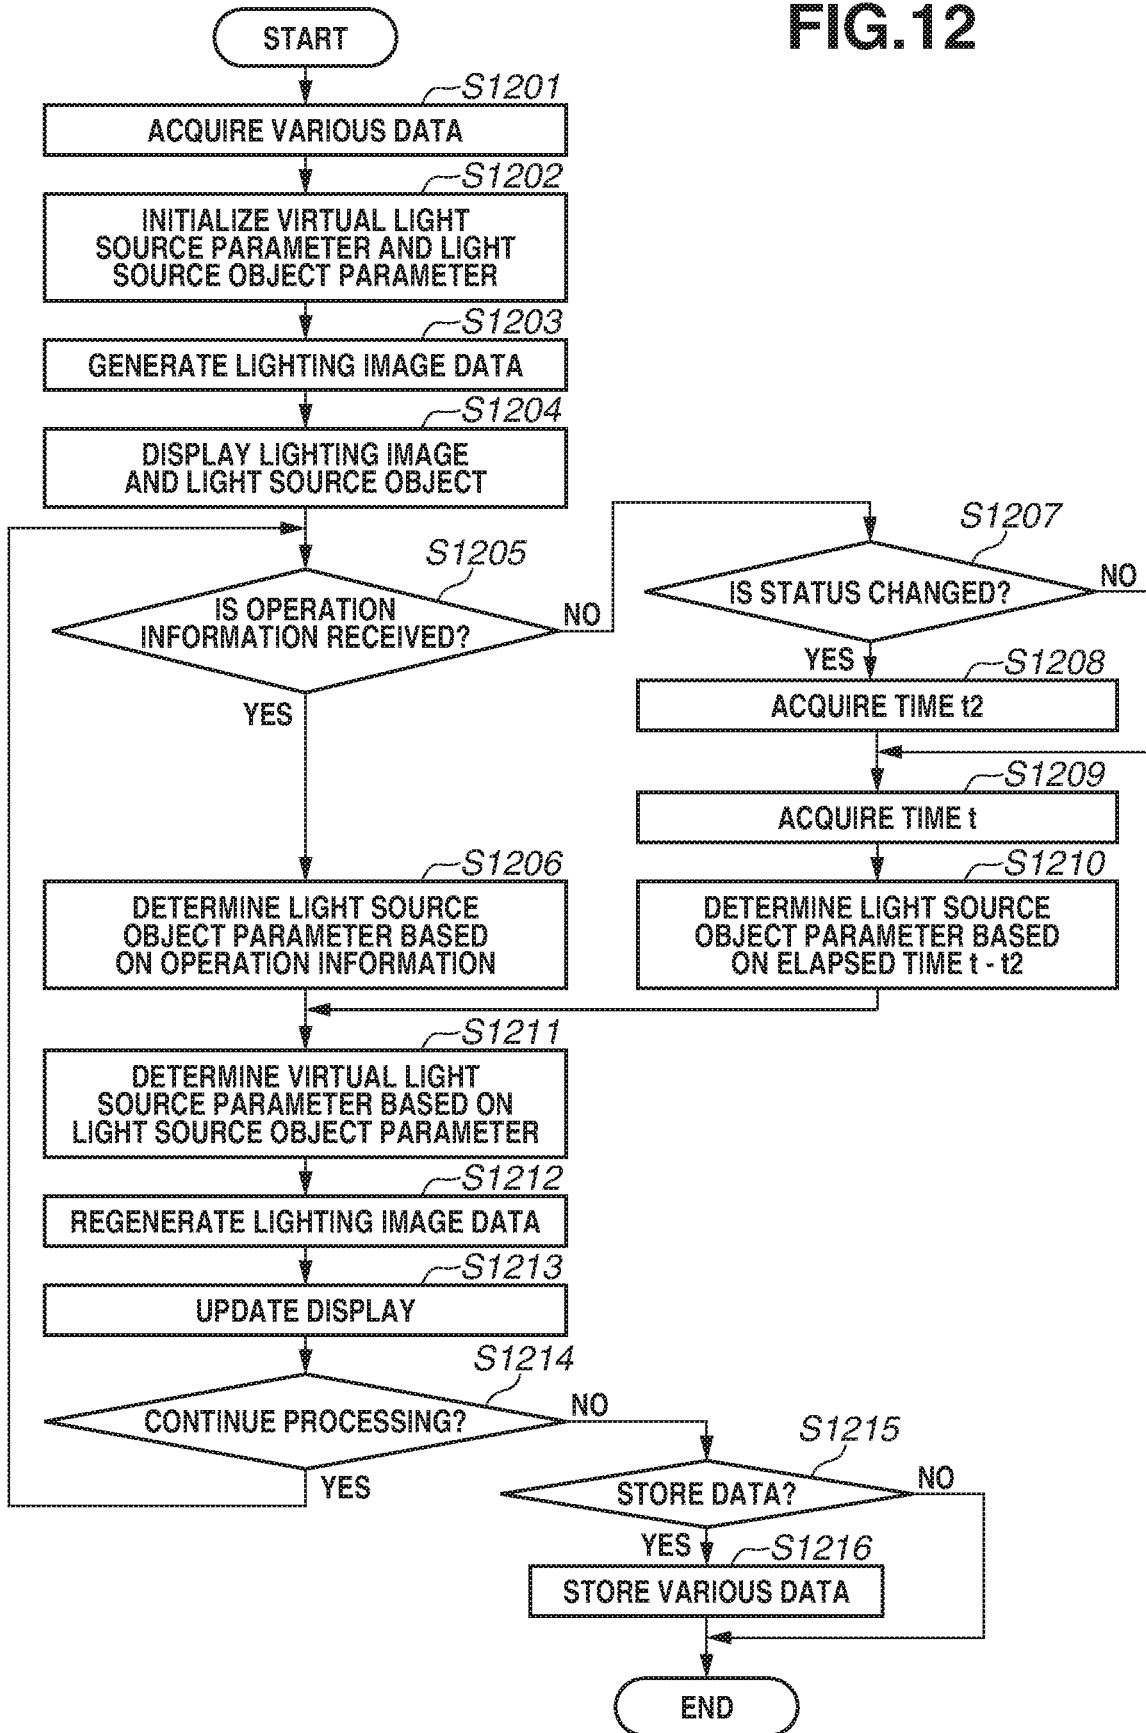 FIG.12
START
S1201
ACQUIRE VARIOUS DATA
S1202
INITIALIZE VIRTUAL LIGHT
SOURCE PARAMETER AND LIGHT
SOURCE OBJECT PARAMETER
S1203
GENERATE LIGHTING IMAGE DATA
S1204
DISPLAY LIGHTING IMAGE
AND LIGHT SOURCE OBJECT
S1205
IS OPERATION
INFORMATION RECEIVED?
NO
YES
S1207
IS STATUS CHANGED?
NO
YES
S1208
ACQUIRE TIME t2
S1209
ACQUIRE TIME t
S1206
DETERMINE LIGHT SOURCE
OBJECT PARAMETER BASED
ON OPERATION INFORMATION
S1210
DETERMINE LIGHT SOURCE
OBJECT PARAMETER BASED
ON ELAPSED TIME t - t2
S1211
DETERMINE VIRTUAL LIGHT
SOURCE PARAMETER BASED ON
LIGHT SOURCE OBJECT PARAMETER
S1212
REGENERATE LIGHTING IMAGE DATA
S1213
UPDATE DISPLAY
S1214
CONTINUE PROCESSING?
NO
YES
S1215
STORE DATA?
NO
YES
S1216
STORE VARIOUS DATA
END